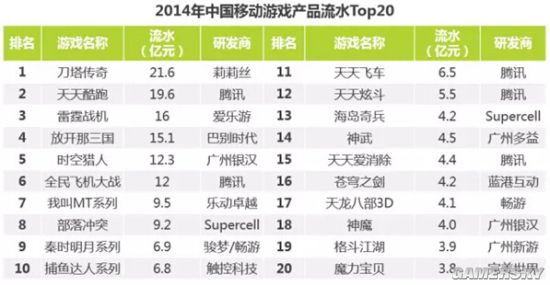 2014年中国移动游戏产品流水Top20
排名 游戏名称 流水（亿元） 研发商 排名 游戏名称 流水（亿元） 研发商
1 刀塔传奇 21.6 莉莉丝 11 天天飞车 6.5 腾讯
2 天天酷跑 19.6 腾讯 12 天天炫斗 5.5 腾讯
3 雷霆战机 16 爱乐游 13 海岛奇兵 4.2 Supercell
4 放开那三国 15.1 巴别时代 14 神武 4.5 广州多益
5 时空猎人 12.3 广州银汉 15 天天爱消除 4.4 腾讯
6 全民飞机大战 12 腾讯 16 苍穹之剑 4.2 蓝港互动
7 我叫MT系列 9.5 乐动卓越 17 天龙八部3D 4.1 畅游
8 部落冲突 9.2 Supercell 18 神魔 4.0 广州银汉
9 秦时明月系列 6.9 骏梦/畅游 19 格斗江湖 3.9 广州新游
10 捕鱼达人系列 6.8 触控科技 20 魔力宝贝 3.8 完美世界
GAMERSKY